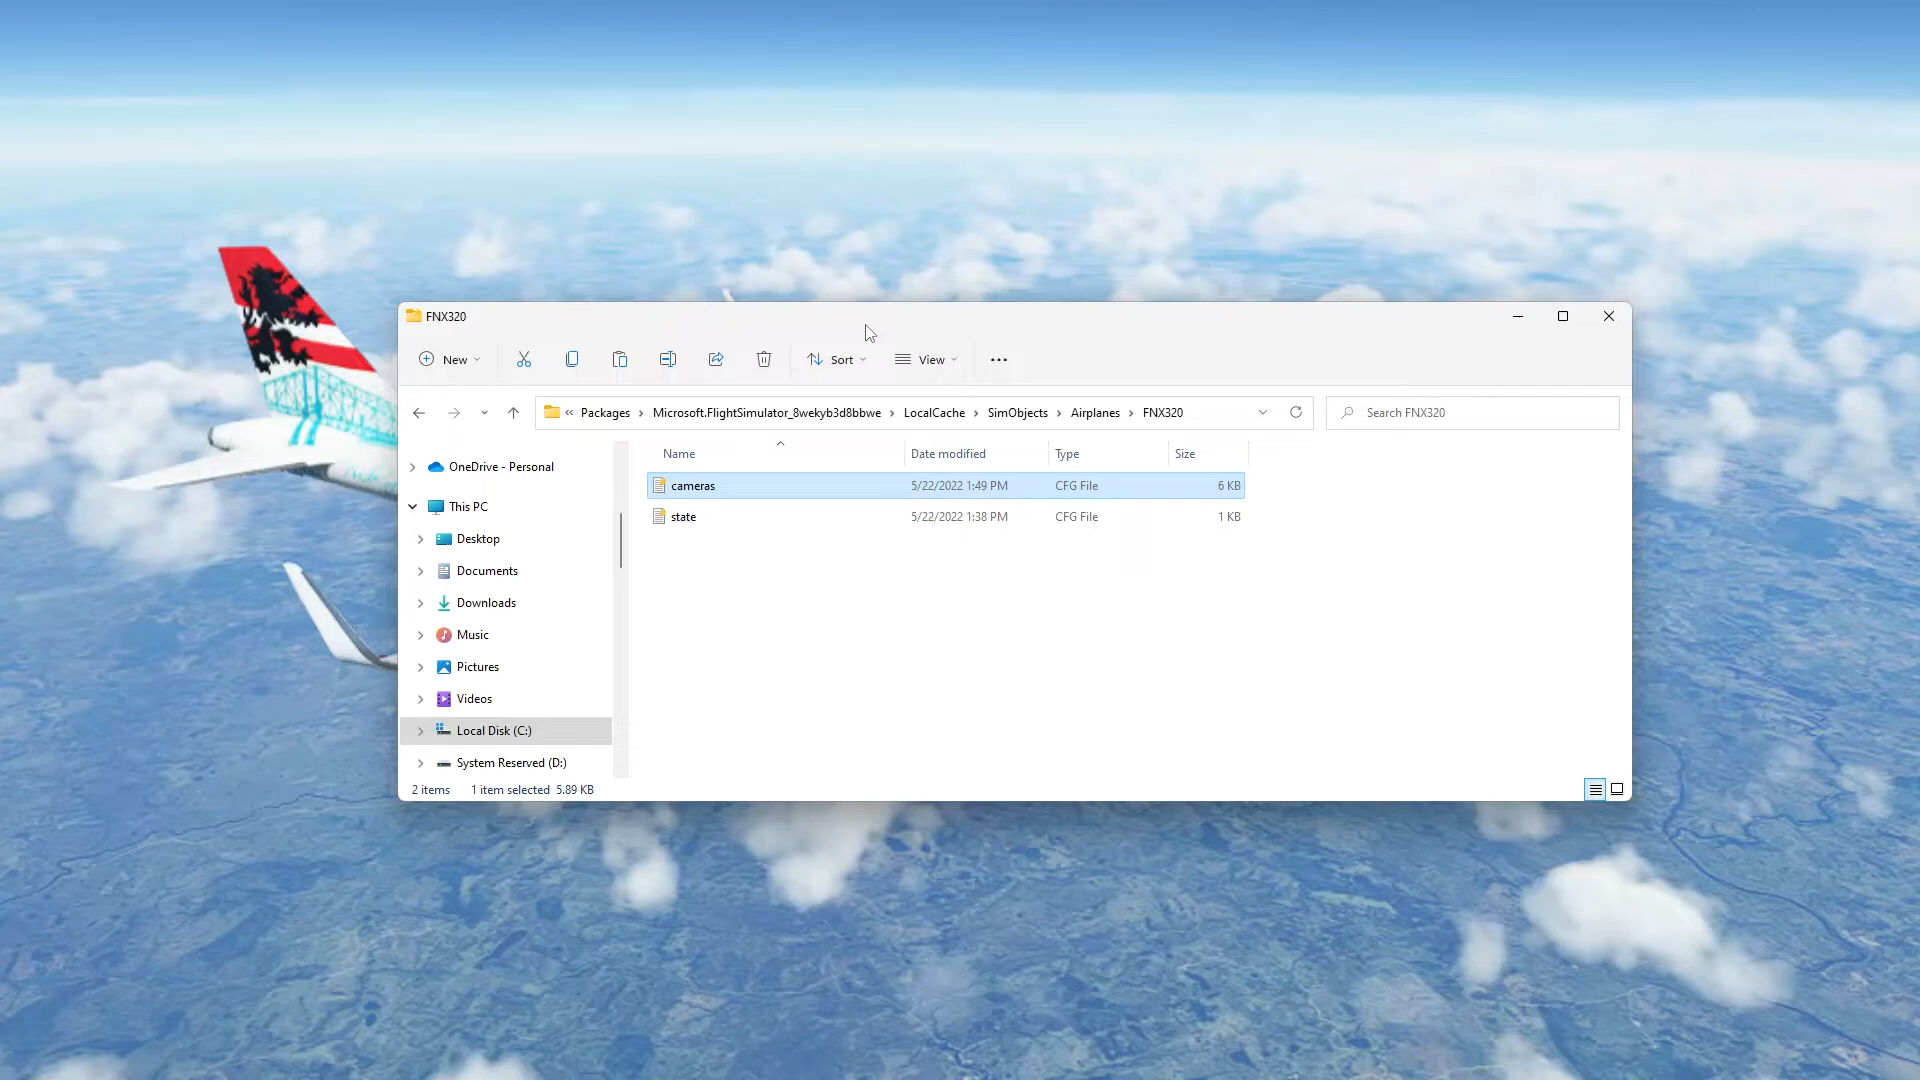 FNX320
New
Sort
View
« Packages › Microsoft.FlightSimulator_8wekyb3d8bbwe › LocalCache › SimObjects › Airplanes › FNX320
Search FNX320
Name Date modified Type Size
OneDrive - Personal
This PC
Desktop
Documents
Downloads
Music
Pictures
Videos
Local Disk (C:)
System Reserved (D:)
cameras 5/22/2022 1:49 PM CFG File 6 KB
state 5/22/2022 1:38 PM CFG File 1 KB
2 items 1 item selected 5.89 KB